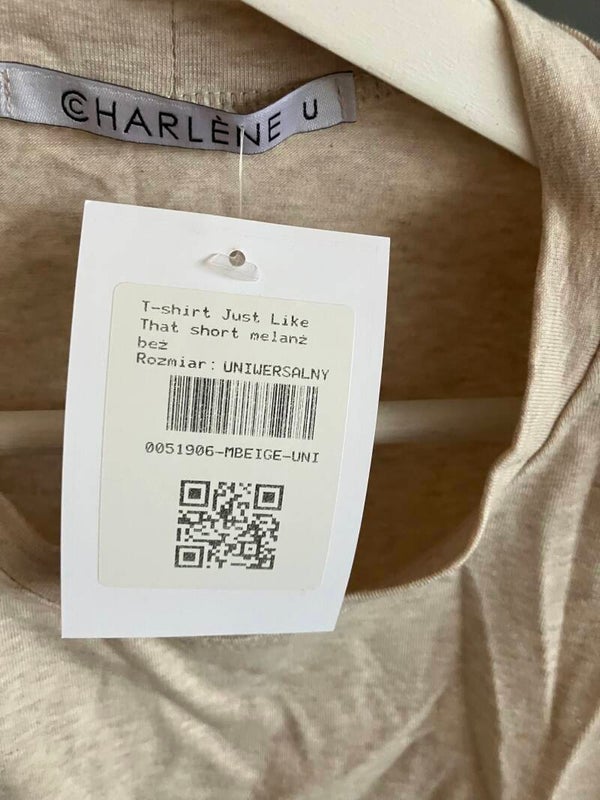 CHARLÈNE U
T-shirt Just Like
That short melanż
beż
Rozmiar: UNIWERSALNY
0051906-MBEIGE-UNI